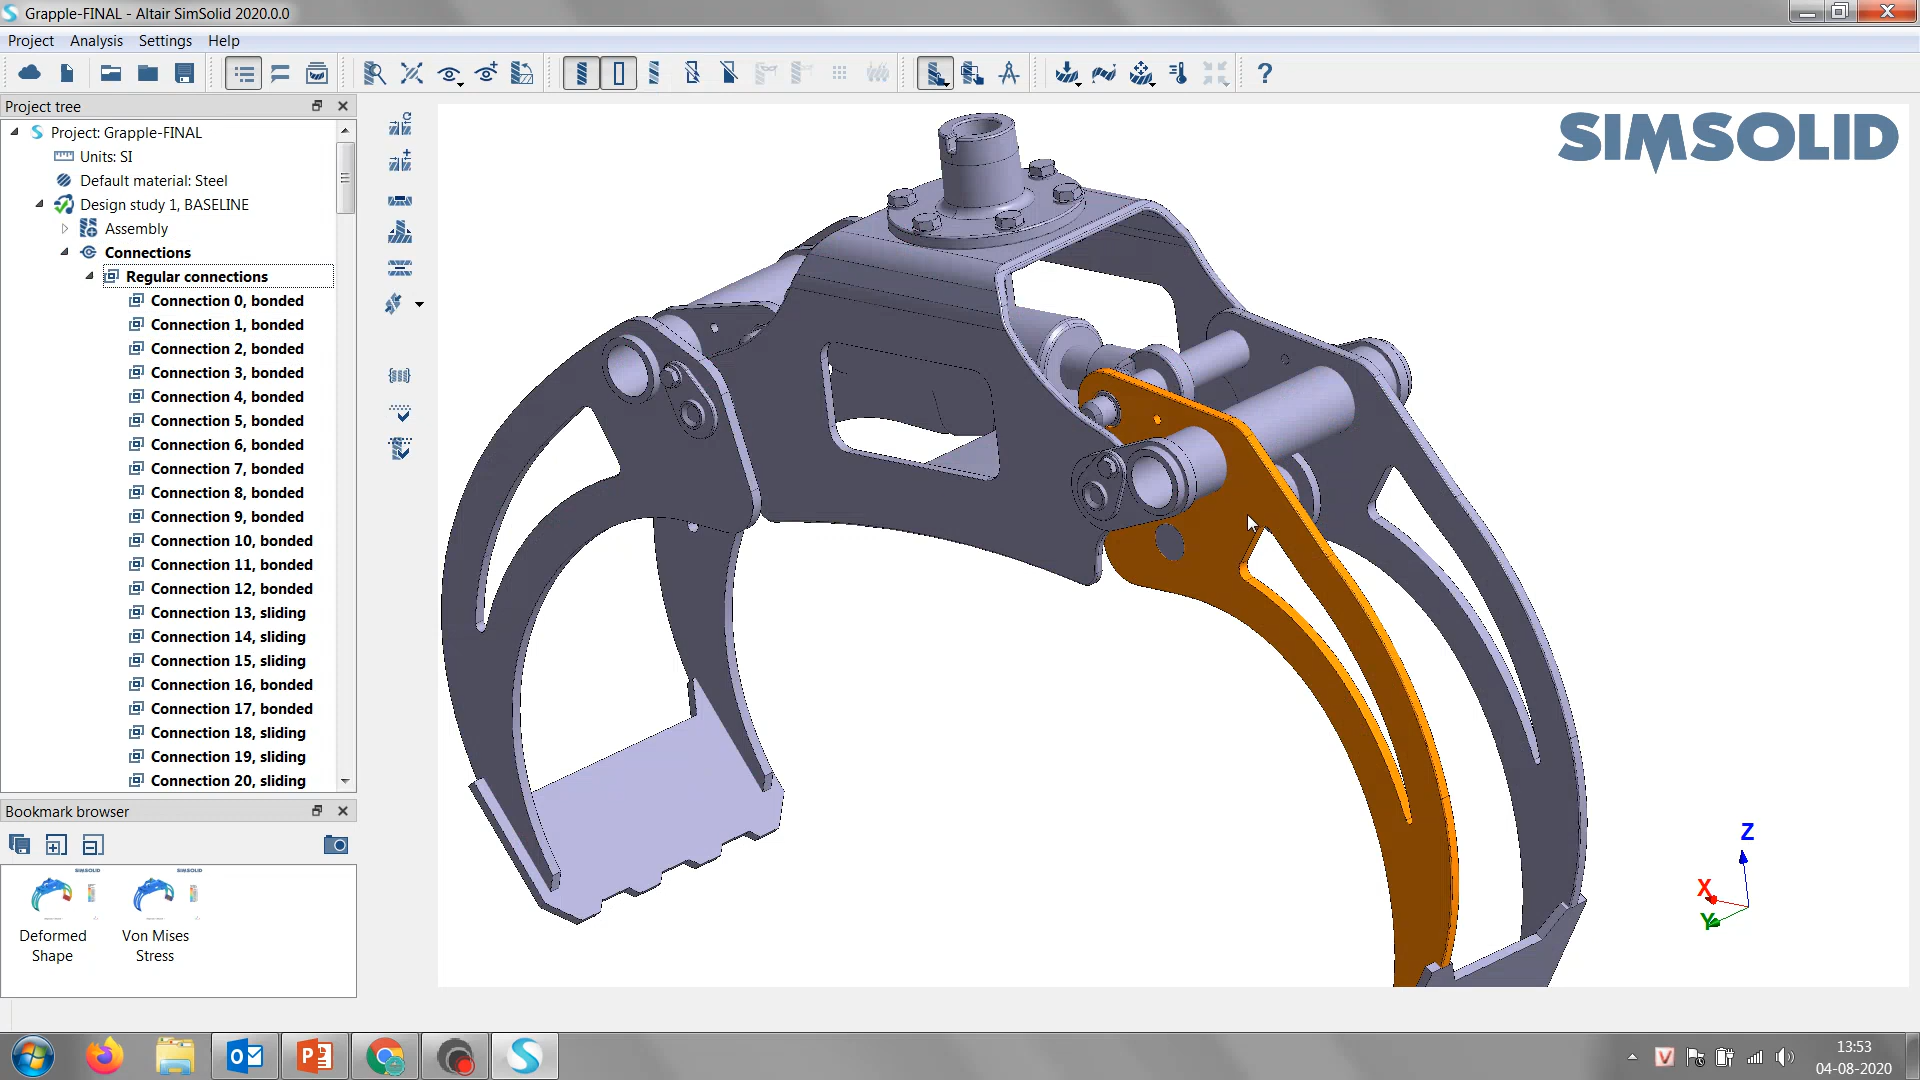 Grapple-FINAL - Altair SimSolid 2020.0.0
Project Analysis Settings Help
Project tree
Project: Grapple-FINAL
Units: SI
Default material: Steel
Design study 1, BASELINE
Assembly
Connections
Regular connections
Connection 0, bonded
Connection 1, bonded
Connection 2, bonded
Connection 3, bonded
Connection 4, bonded
Connection 5, bonded
Connection 6, bonded
Connection 7, bonded
Connection 8, bonded
Connection 9, bonded
Connection 10, bonded
Connection 11, bonded
Connection 12, bonded
Connection 13, sliding
Connection 14, sliding
Connection 15, sliding
Connection 16, bonded
Connection 17, bonded
Connection 18, sliding
Connection 19, sliding
Connection 20, sliding
Bookmark browser
SIMSOLID SIMSOLID
Deformed Shape
Von Mises Stress
SIMSOLID
Z
X
Y
13:53
04-08-2020